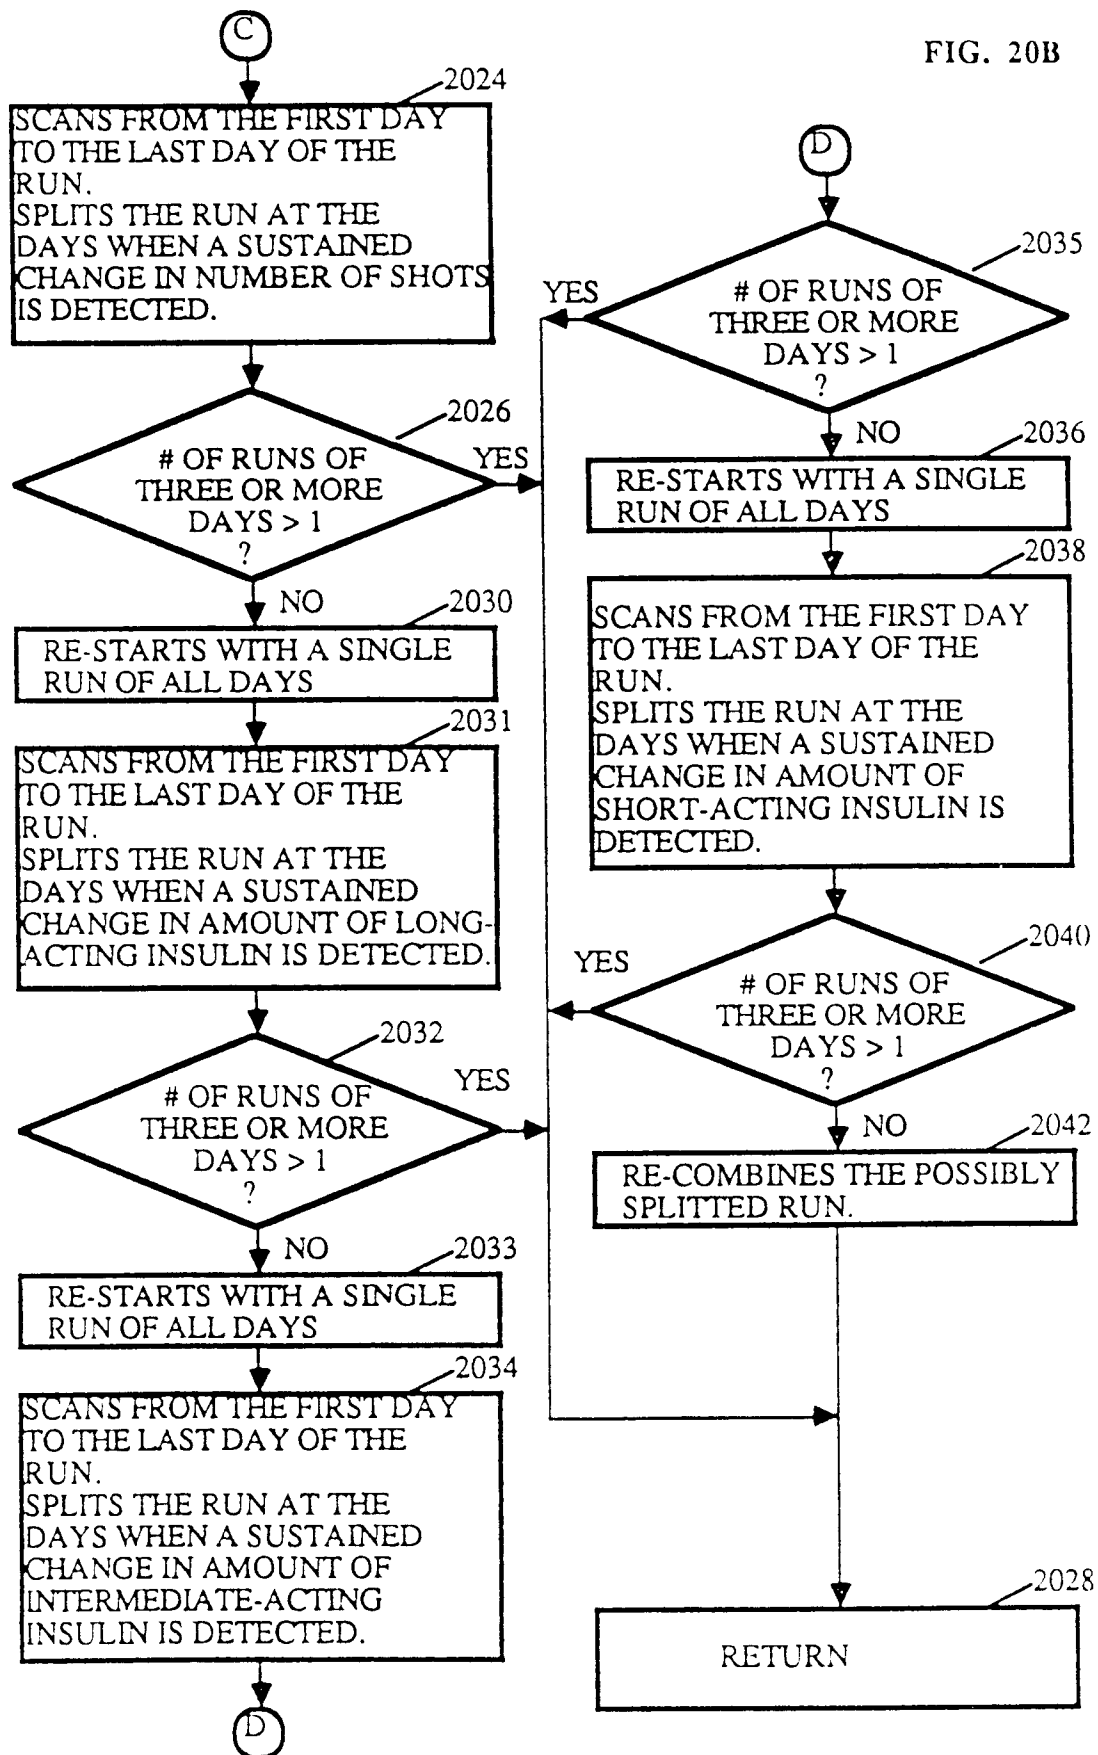 FIG. 20B
C
2024
SCANS FROM THE FIRST DAY
TO THE LAST DAY OF THE
RUN.
SPLITS THE RUN AT THE
DAYS WHEN A SUSTAINED
CHANGE IN NUMBER OF SHOTS
IS DETECTED.
2026
# OF RUNS OF
THREE OR MORE
DAYS > 1
?
YES
NO
2030
RE-STARTS WITH A SINGLE
RUN OF ALL DAYS
2031
SCANS FROM THE FIRST DAY
TO THE LAST DAY OF THE
RUN.
SPLITS THE RUN AT THE
DAYS WHEN A SUSTAINED
CHANGE IN AMOUNT OF LONG-
ACTING INSULIN IS DETECTED.
2032
# OF RUNS OF
THREE OR MORE
DAYS > 1
?
YES
NO
2033
RE-STARTS WITH A SINGLE
RUN OF ALL DAYS
2034
SCANS FROM THE FIRST DAY
TO THE LAST DAY OF THE
RUN.
SPLITS THE RUN AT THE
DAYS WHEN A SUSTAINED
CHANGE IN AMOUNT OF
INTERMEDIATE-ACTING
INSULIN IS DETECTED.
D
D
2035
# OF RUNS OF
THREE OR MORE
DAYS > 1
?
YES
NO
2036
RE-STARTS WITH A SINGLE
RUN OF ALL DAYS
2038
SCANS FROM THE FIRST DAY
TO THE LAST DAY OF THE
RUN.
SPLITS THE RUN AT THE
DAYS WHEN A SUSTAINED
CHANGE IN AMOUNT OF
SHORT-ACTING INSULIN IS
DETECTED.
2040
# OF RUNS OF
THREE OR MORE
DAYS > 1
?
YES
NO
2042
RE-COMBINES THE POSSIBLY
SPLITTED RUN.
2028
RETURN